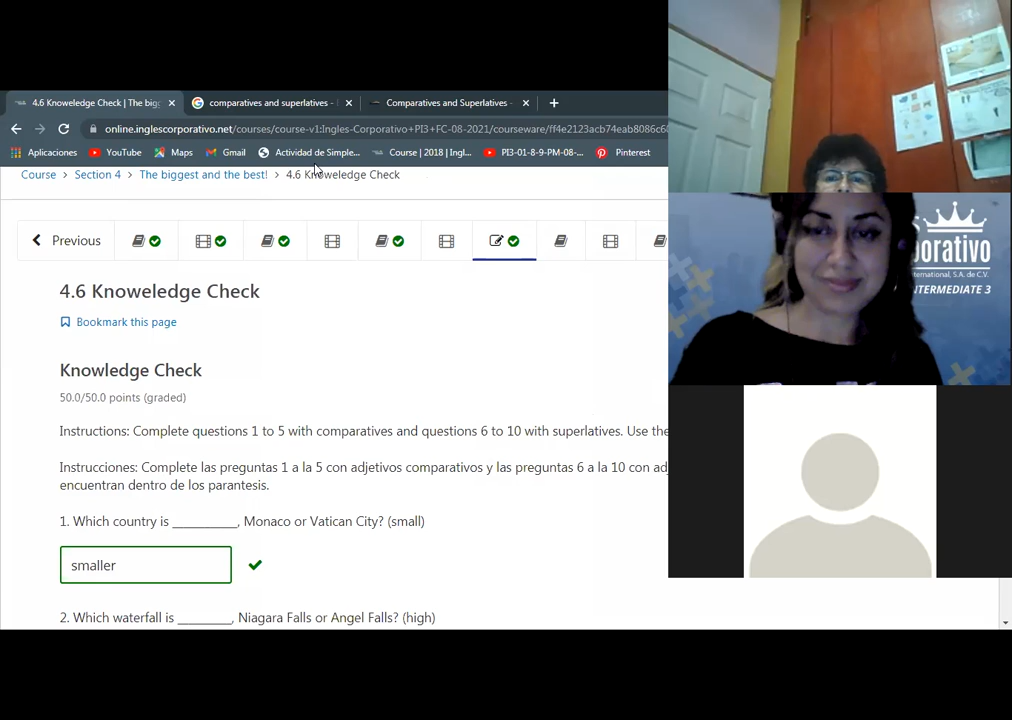 4.6 Knoweledge Check | The bigg
comparatives and superlatives -
Comparatives and Superlatives -
online.inglescorporativo.net/courses/course-v1:Ingles-Corporativo+PI3+FC-08-2021/courseware/ff4e2123acb74eab8086c60
Aplicaciones YouTube Maps Gmail Actividad de Simple... Course | 2018 | Ingl... PI3-01-8-9-PM-08-... Pinterest
Course > Section 4 > The biggest and the best! > 4.6 Knoweledge Check
Previous
4.6 Knoweledge Check
Bookmark this page
Knowledge Check
50.0/50.0 points (graded)
Instructions: Complete questions 1 to 5 with comparatives and questions 6 to 10 with superlatives. Use the
Instrucciones: Complete las preguntas 1 a la 5 con adjetivos comparativos y las preguntas 6 a la 10 con ad
encuentran dentro de los parantesis.
1. Which country is __________, Monaco or Vatican City? (small)
smaller
2. Which waterfall is ________, Niagara Falls or Angel Falls? (high)
porativo
nternational, S.A. de C.V.
NTERMEDIATE 3